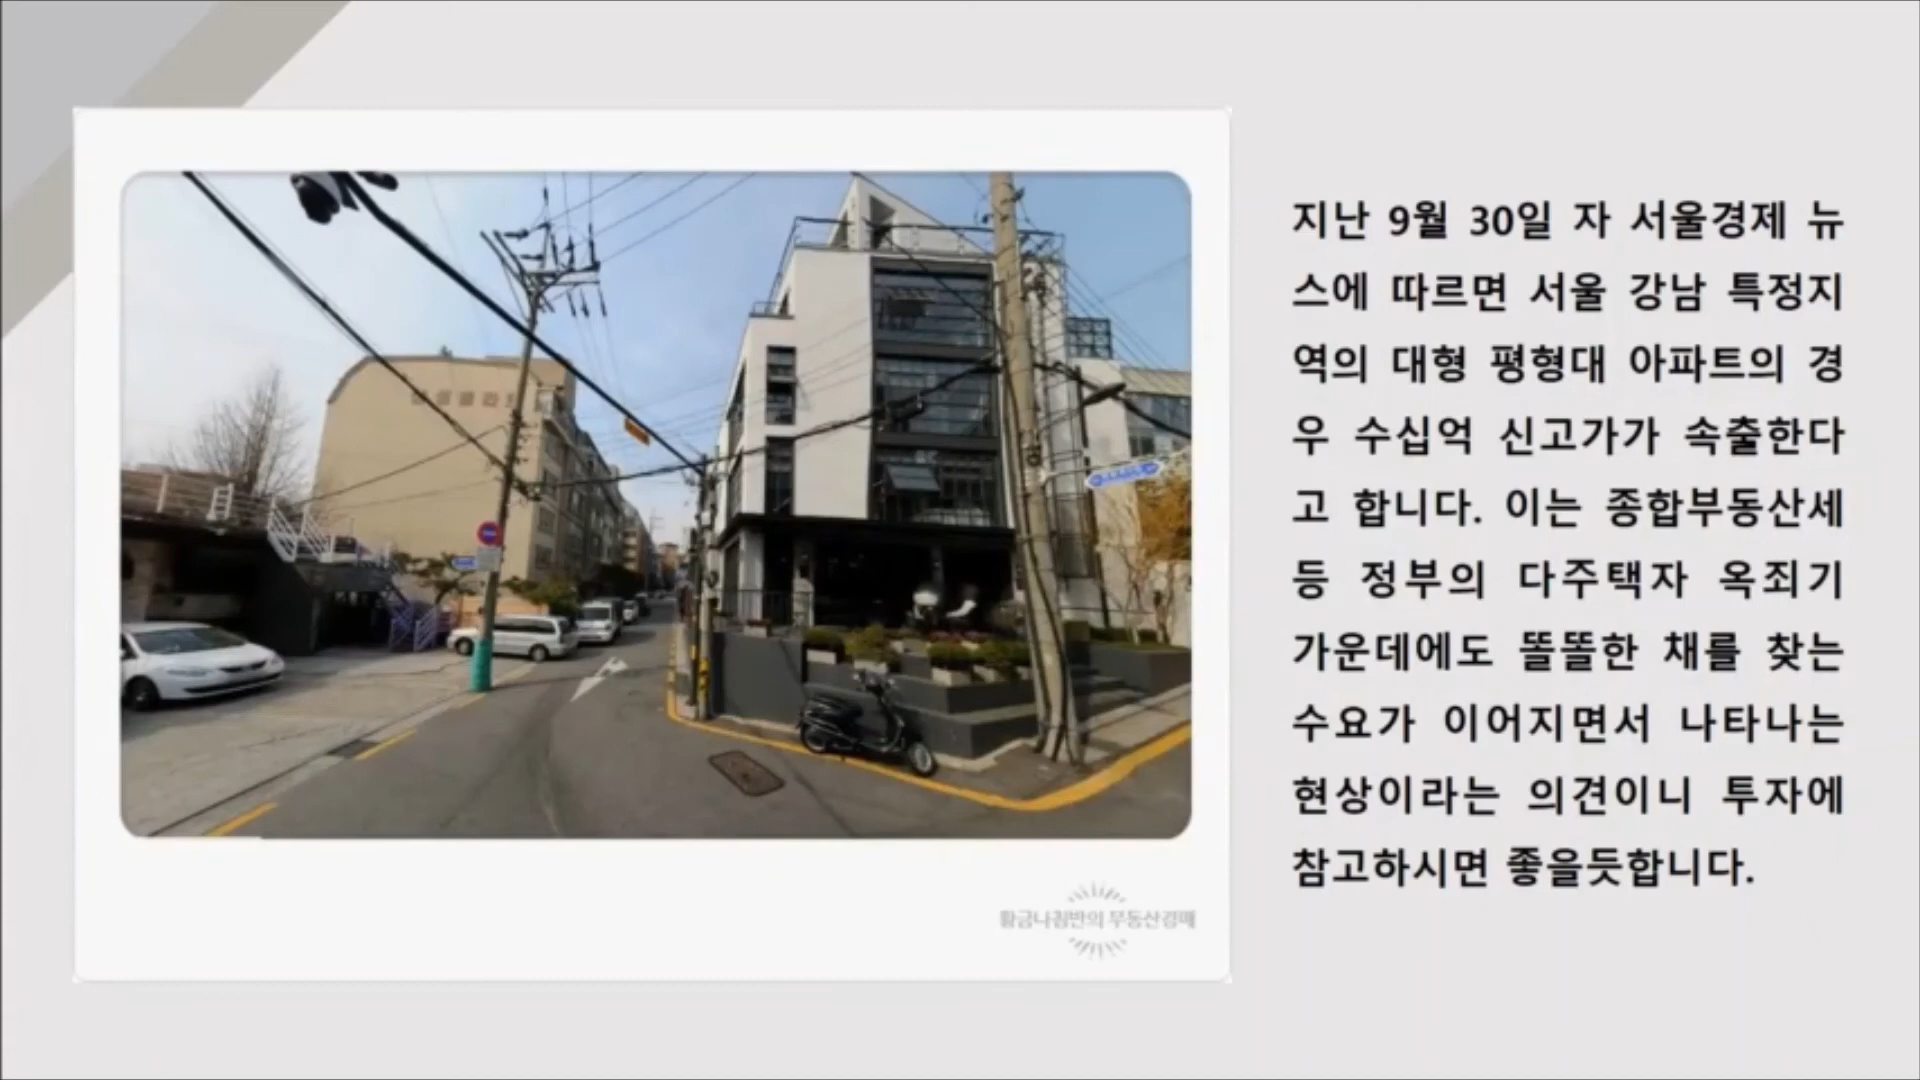 지난 9월 30일 자 서울경제 뉴
스에 따르면 서울 강남 특정지
역의 대형 평형대 아파트의 경
우 수십억 신고가가 속출한다
고 합니다. 이는 종합부동산세
등 정부의 다주택자 옥죄기
가운데에도 똘똘한 채를 찾는
수요가 이어지면서 나타나는
현상이라는 의견이니 투자에
참고하시면 좋을듯합니다.
황금나침반의 부동산경매